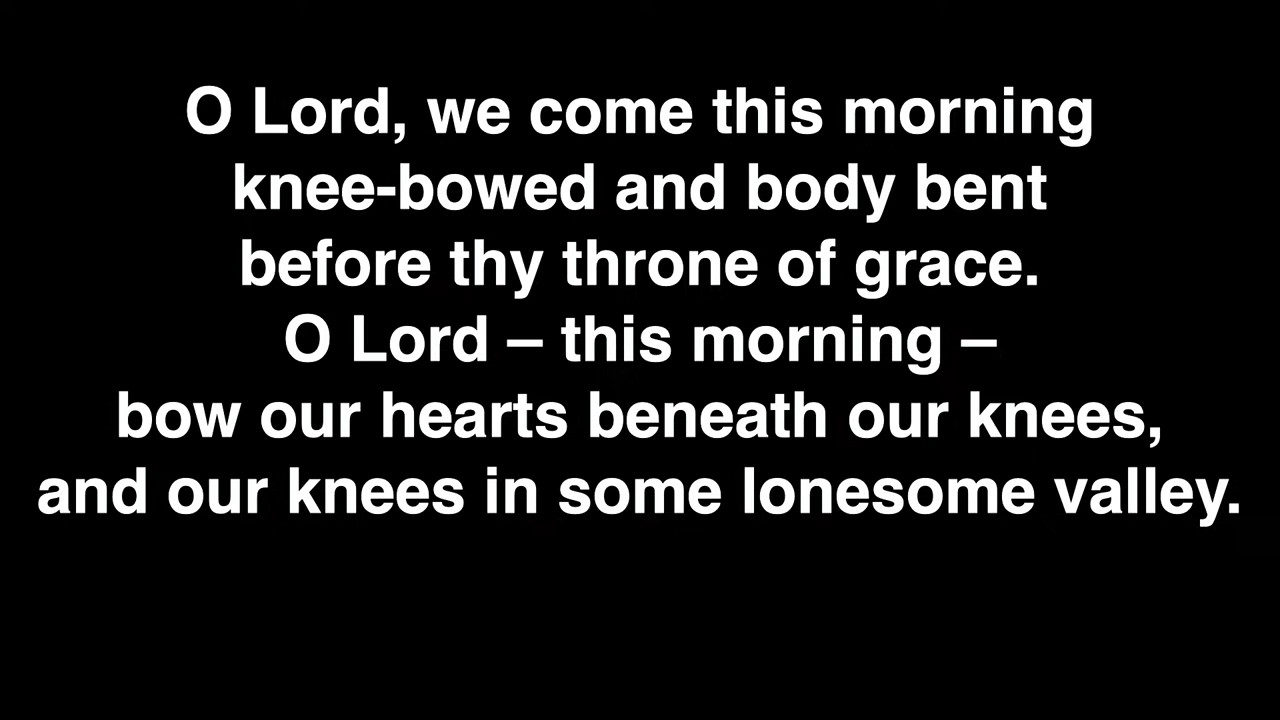 O Lord, we come this morning
knee-bowed and body bent
before thy throne of grace.
O Lord – this morning –
bow our hearts beneath our knees,
and our knees in some lonesome valley.